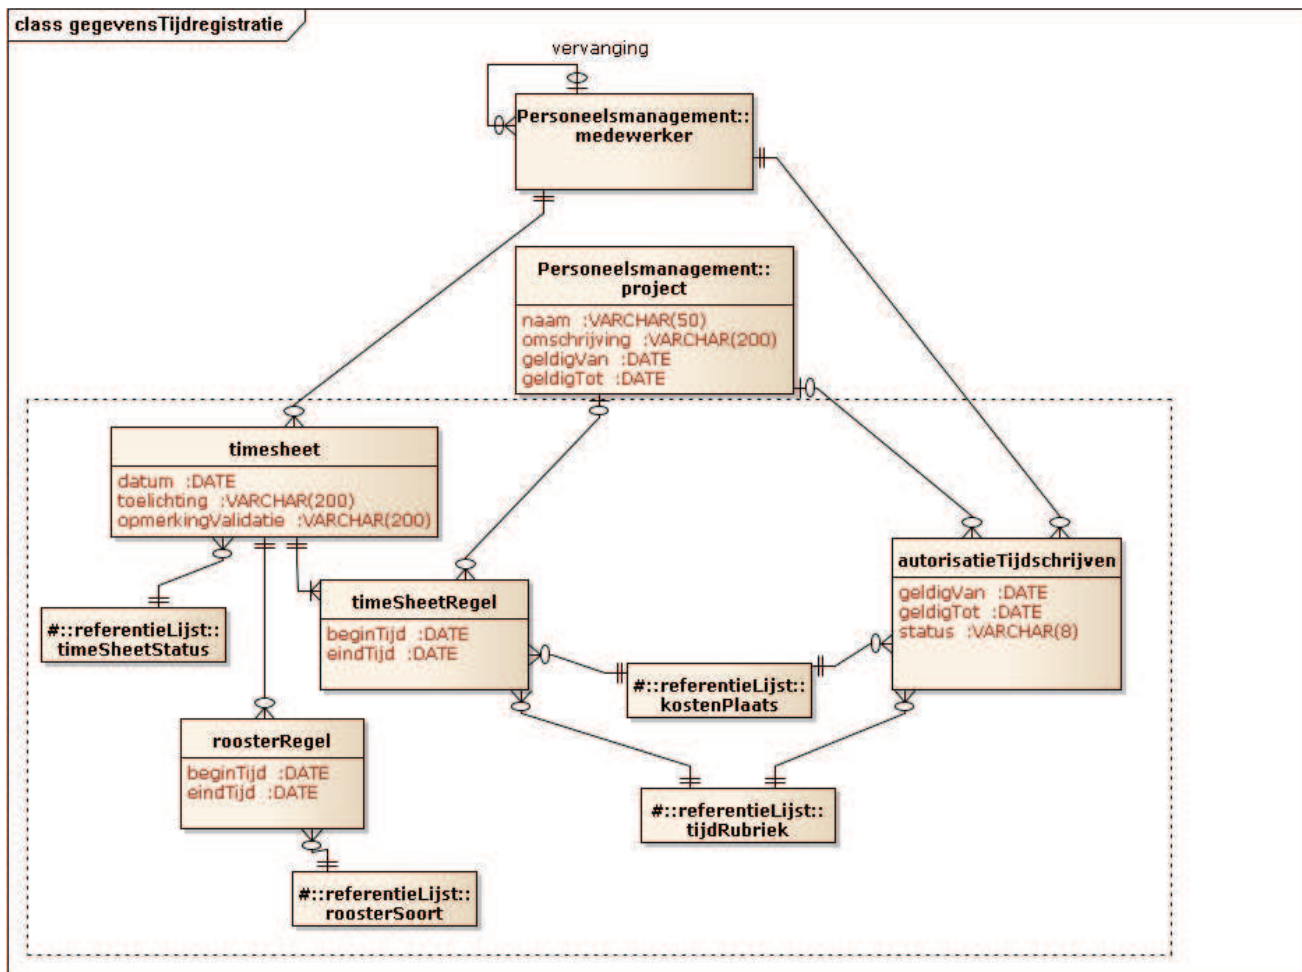 class gegevensTijdregistratie
vervanging
Personeelsmanagement::
medewerker
Personeelsmanagement::
project
naam :VARCHAR(50)
omschrijving :VARCHAR(200)
geldigVan :DATE
geldigTot :DATE
timesheet
datum :DATE
toelichting :VARCHAR(200)
opmerkingValidatie :VARCHAR(200)
autorisatieTijdschrijven
geldigVan :DATE
geldigTot :DATE
status :VARCHAR(8)
timeSheetRegel
beginTijd :DATE
eindTijd :DATE
#::referentieLijst::
timeSheetStatus
#::referentieLijst::
kostenPlaats
roosterRegel
beginTijd :DATE
eindTijd :DATE
#::referentieLijst::
tijdRubriek
#::referentieLijst::
roosterSoort